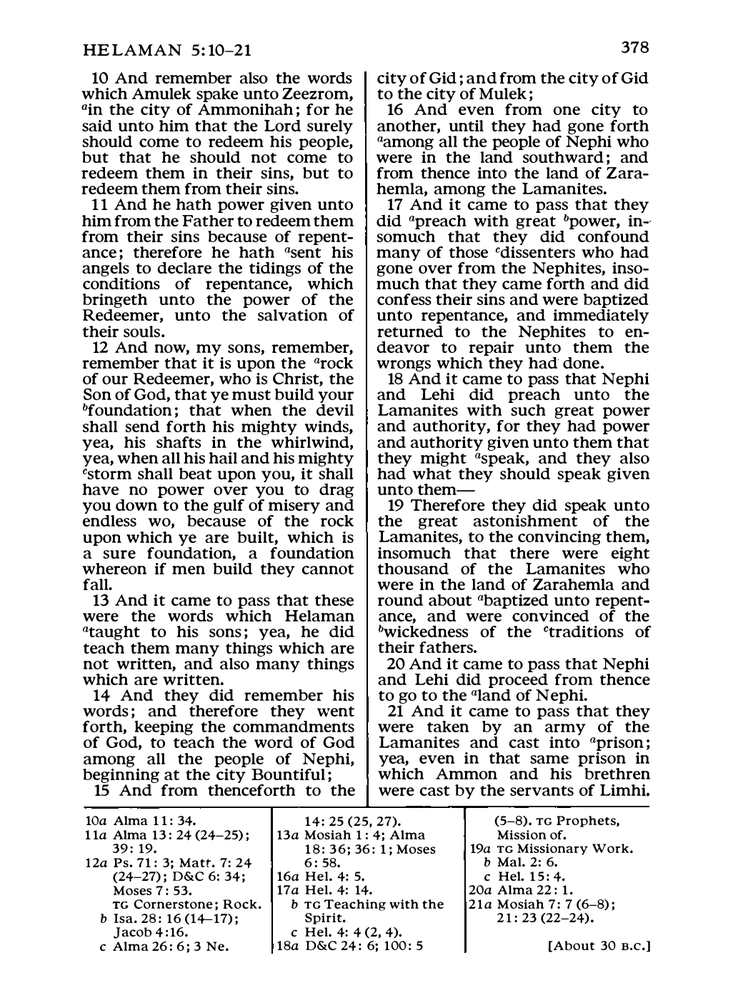 HELAMAN 5:10–21
378
10 And remember also the words
which Amulek spake unto Zeezrom,
ain the city of Ammonihah; for he
said unto him that the Lord surely
should come to redeem his people,
but that he should not come to
redeem them in their sins, but to
redeem them from their sins.
11 And he hath power given unto
him from the Father to redeem them
from their sins because of repent-
ance; therefore he hath asent his
angels to declare the tidings of the
conditions of repentance, which
bringeth unto the power of the
Redeemer, unto the salvation of
their souls.
12 And now, my sons, remember,
remember that it is upon the arock
of our Redeemer, who is Christ, the
Son of God, that ye must build your
bfoundation; that when the devil
shall send forth his mighty winds,
yea, his shafts in the whirlwind,
yea, when all his hail and his mighty
cstorm shall beat upon you, it shall
have no power over you to drag
you down to the gulf of misery and
endless wo, because of the rock
upon which ye are built, which is
a sure foundation, a foundation
whereon if men build they cannot
fall.
13 And it came to pass that these
were the words which Helaman
ataught to his sons; yea, he did
teach them many things which are
not written, and also many things
which are written.
14 And they did remember his
words; and therefore they went
forth, keeping the commandments
of God, to teach the word of God
among all the people of Nephi,
beginning at the city Bountiful;
15 And from thenceforth to the
city of Gid; and from the city of Gid
to the city of Mulek;
16 And even from one city to
another, until they had gone forth
aamong all the people of Nephi who
were in the land southward; and
from thence into the land of Zara-
hemla, among the Lamanites.
17 And it came to pass that they
did apreach with great bpower, in-
somuch that they did confound
many of those cdissenters who had
gone over from the Nephites, inso-
much that they came forth and did
confess their sins and were baptized
unto repentance, and immediately
returned to the Nephites to en-
deavor to repair unto them the
wrongs which they had done.
18 And it came to pass that Nephi
and Lehi did preach unto the
Lamanites with such great power
and authority, for they had power
and authority given unto them that
they might aspeak, and they also
had what they should speak given
unto them—
19 Therefore they did speak unto
the great astonishment of the
Lamanites, to the convincing them,
insomuch that there were eight
thousand of the Lamanites who
were in the land of Zarahemla and
round about abaptized unto repent-
ance, and were convinced of the
bwickedness of the ctraditions of
their fathers.
20 And it came to pass that Nephi
and Lehi did proceed from thence
to go to the aland of Nephi.
21 And it came to pass that they
were taken by an army of the
Lamanites and cast into aprison;
yea, even in that same prison in
which Ammon and his brethren
were cast by the servants of Limhi.
10a Alma 11: 34.
11a Alma 13: 24 (24–25);
39: 19.
12a Ps. 71: 3; Matt. 7: 24
(24–27); D&C 6: 34;
Moses 7: 53.
TG Cornerstone; Rock.
b Isa. 28: 16 (14–17);
Jacob 4:16.
c Alma 26: 6; 3 Ne.
14: 25 (25, 27).
13a Mosiah 1: 4; Alma
18: 36; 36: 1; Moses
6: 58.
16a Hel. 4: 5.
17a Hel. 4: 14.
b TG Teaching with the
Spirit.
c Hel. 4: 4 (2, 4).
18a D&C 24: 6; 100: 5
(5–8). TG Prophets,
Mission of.
19a TG Missionary Work.
b Mal. 2: 6.
c Hel. 15: 4.
20a Alma 22: 1.
21a Mosiah 7: 7 (6–8);
21: 23 (22–24).
[About 30 B.C.]